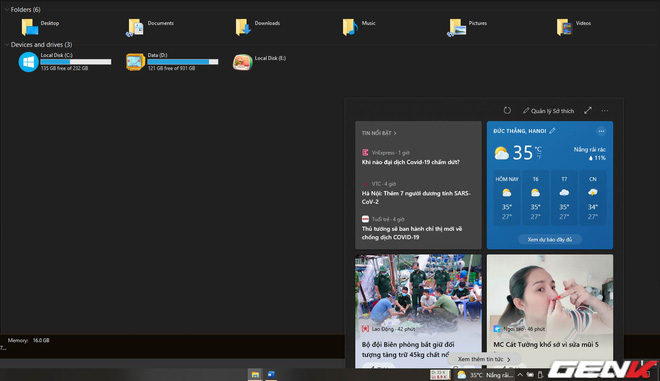 Folders (6)
Desktop
Documents
Downloads
Music
Pictures
Videos
Devices and drives (3)
Local Disk (C:)
135 GB free of 232 GB
Data (D:)
121 GB free of 931 GB
Local Disk (E:)
Quản lý Sở thích
TIN NỔI BẬT
VnExpress - 1 giờ
Khi nào đại dịch Covid-19 chấm dứt?
VTC - 4 giờ
Hà Nội: Thêm 7 người dương tính SARS-
CoV-2
Tuổi trẻ - 4 giờ
Thủ tướng sẽ ban hành chỉ thị mới về
chống dịch COVID-19
ĐỨC THẮNG, HANOI
35 °C
°F
Nắng rải rác
11%
HÔM NAY T6 T7 CN
35° 35° 35° 34°
27° 27° 27° 27°
Xem dự báo đầy đủ
Lao Động - 42 phút
Bộ đội Biên phòng bắt giữ đối
tượng tàng trữ 45kg chất nổ
Ngoi sao - 46 phút
MC Cát Tường khổ sở vì sửa mũi 5
Xem thêm tin tức
Memory: 16.0 GB
35°C Nắng rải...
GENK